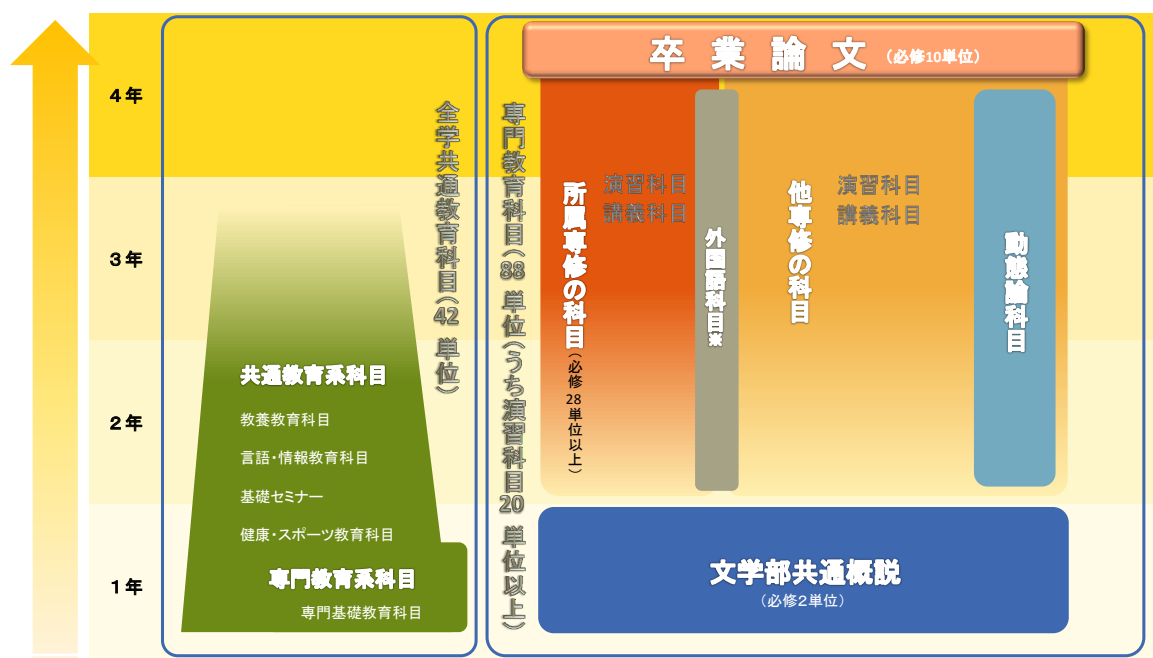 4年
3年
2年
1年
全学共通教育科目(42単位)
共通教育系科目
教養教育科目
言語・情報教育科目
基礎セミナー
健康・スポーツ教育科目
専門教育系科目
専門基礎教育科目
専門教育科目(88単位(うち演習科目20単位以上)
卒業論文(必修10単位)
所属専修の科目(必修28単位以上)
演習科目
講義科目
外国語科目※
他専修の科目
演習科目
講義科目
動態論科目
文学部共通概説
(必修2単位)